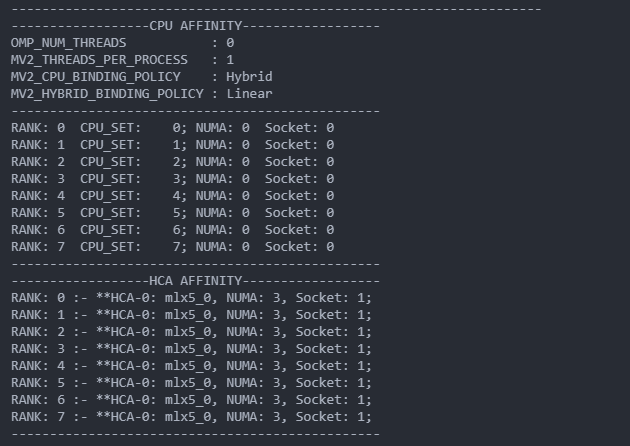 ---------------------------------------------------------------------
------------------CPU AFFINITY------------------
OMP_NUM_THREADS           : 0
MV2_THREADS_PER_PROCESS   : 1
MV2_CPU_BINDING_POLICY    : Hybrid
MV2_HYBRID_BINDING_POLICY : Linear
------------------------------------------------
RANK: 0  CPU_SET:    0; NUMA: 0  Socket: 0
RANK: 1  CPU_SET:    1; NUMA: 0  Socket: 0
RANK: 2  CPU_SET:    2; NUMA: 0  Socket: 0
RANK: 3  CPU_SET:    3; NUMA: 0  Socket: 0
RANK: 4  CPU_SET:    4; NUMA: 0  Socket: 0
RANK: 5  CPU_SET:    5; NUMA: 0  Socket: 0
RANK: 6  CPU_SET:    6; NUMA: 0  Socket: 0
RANK: 7  CPU_SET:    7; NUMA: 0  Socket: 0
------------------------------------------------
------------------HCA AFFINITY------------------
RANK: 0 :- **HCA-0: mlx5_0, NUMA: 3, Socket: 1;
RANK: 1 :- **HCA-0: mlx5_0, NUMA: 3, Socket: 1;
RANK: 2 :- **HCA-0: mlx5_0, NUMA: 3, Socket: 1;
RANK: 3 :- **HCA-0: mlx5_0, NUMA: 3, Socket: 1;
RANK: 4 :- **HCA-0: mlx5_0, NUMA: 3, Socket: 1;
RANK: 5 :- **HCA-0: mlx5_0, NUMA: 3, Socket: 1;
RANK: 6 :- **HCA-0: mlx5_0, NUMA: 3, Socket: 1;
RANK: 7 :- **HCA-0: mlx5_0, NUMA: 3, Socket: 1;
------------------------------------------------